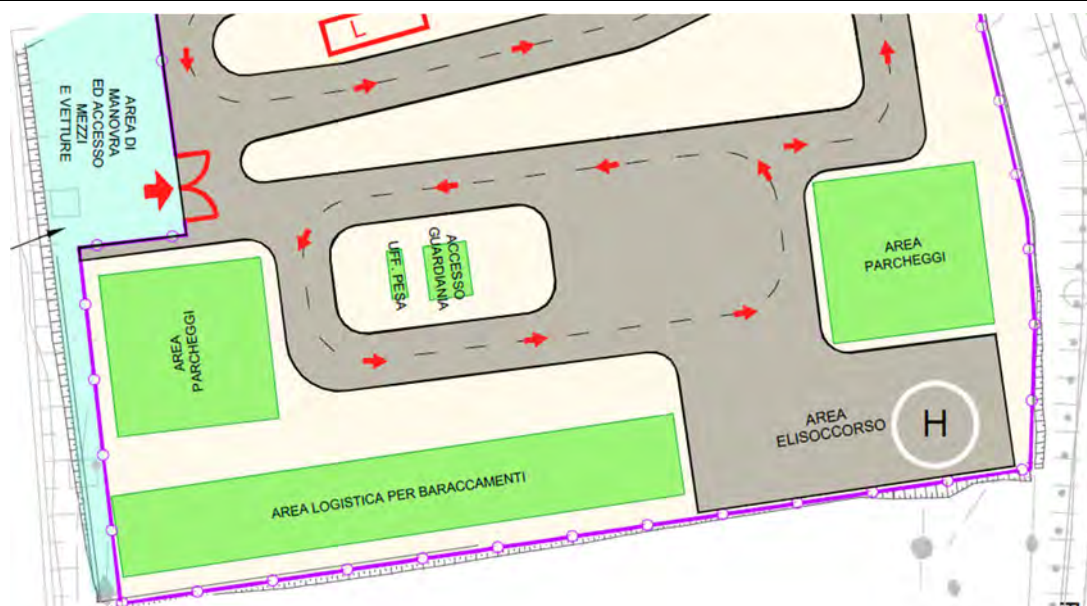 L
AREA DI
MANOVRA
ED ACCESSO
MEZZI
E VETTURE
ACCESSO
GUARDIANIA
UFF. PESA
AREA
PARCHEGGI
AREA
PARCHEGGI
AREA
ELISOCCORSO
H
AREA LOGISTICA PER BARACCAMENTI